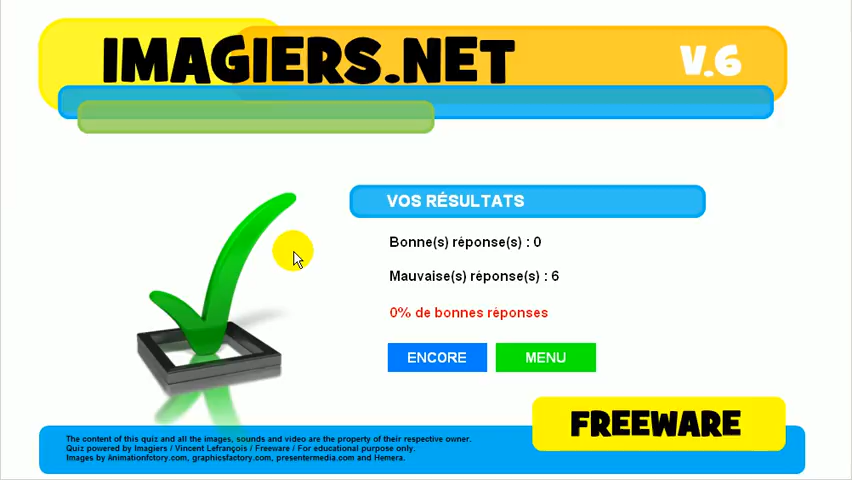 IMAGIERS.NET
V.6
VOS RÉSULTATS
Bonne(s) réponse(s) : 0
Mauvaise(s) réponse(s) : 6
0% de bonnes réponses
ENCORE
MENU
FREEWARE
The content of this quiz and all the images, sounds and video are the property of their respective owner.
Quiz powered by Imagiers / Vincent Lefrançois / Freeware / For educational purpose only.
Images by Animationfctory.com, graphicsfactory.com, presentermedia.com and Hemera.